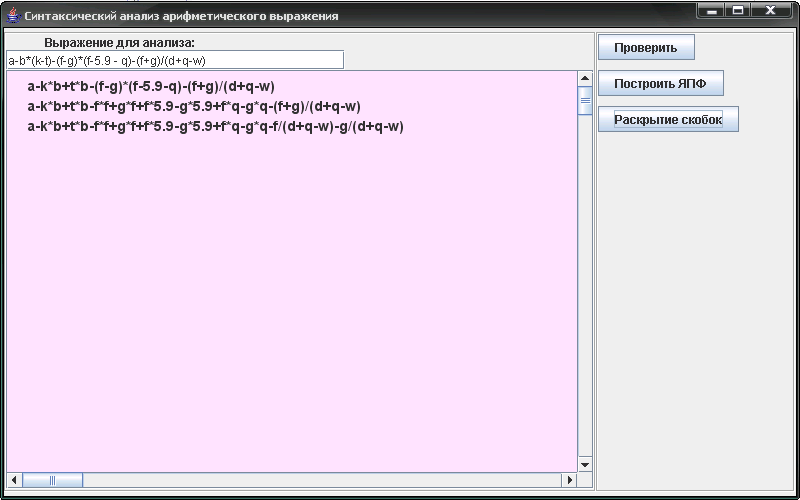 Синтаксический анализ арифметического выражения
Выражение для анализа:
a-b*(k-t)-(f-g)*(f-5.9 - q)-(f+g)/(d+q-w)
a-k*b+t*b-(f-g)*(f-5.9-q)-(f+g)/(d+q-w)
a-k*b+t*b-f*f+g*f+f*5.9-g*5.9+f*q-g*q-(f+g)/(d+q-w)
a-k*b+t*b-f*f+g*f+f*5.9-g*5.9+f*q-g*q-f/(d+q-w)-g/(d+q-w)
Проверить
Построить ЯПФ
Раскрытие скобок